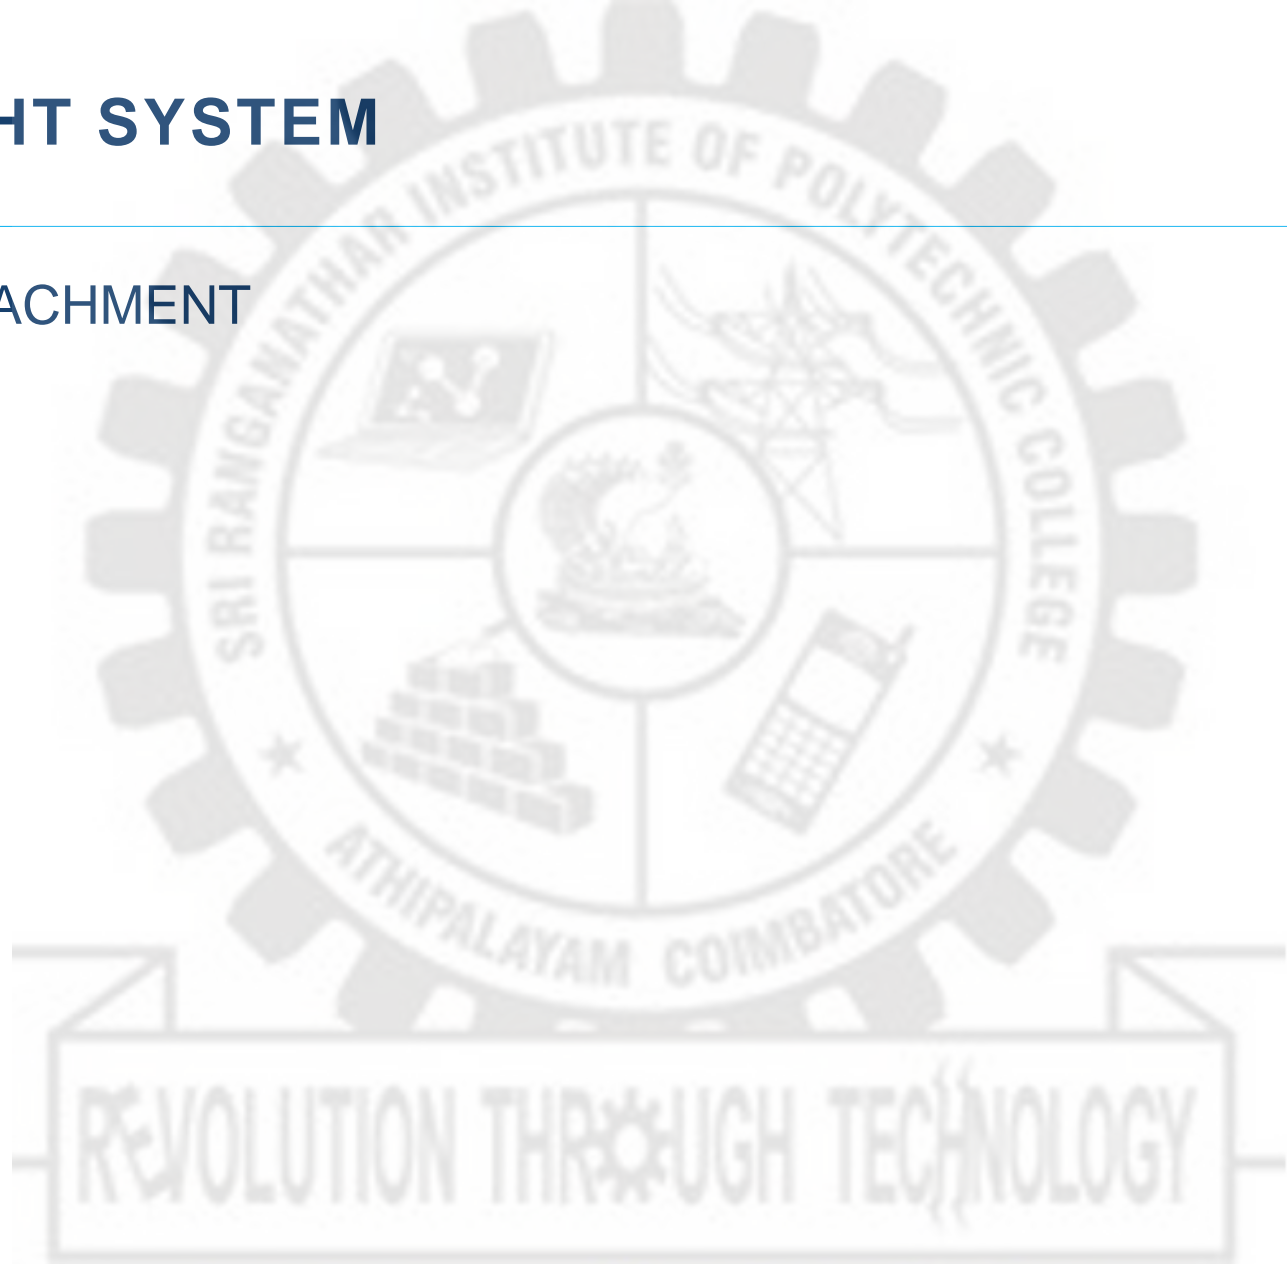 HT SYSTEM
ACHMENT
SRI RANGANATHAR INSTITUTE OF POLYTECHNIC COLLEGE
ATHIPALAYAM COIMBATORE
REVOLUTION THROUGH TECHNOLOGY